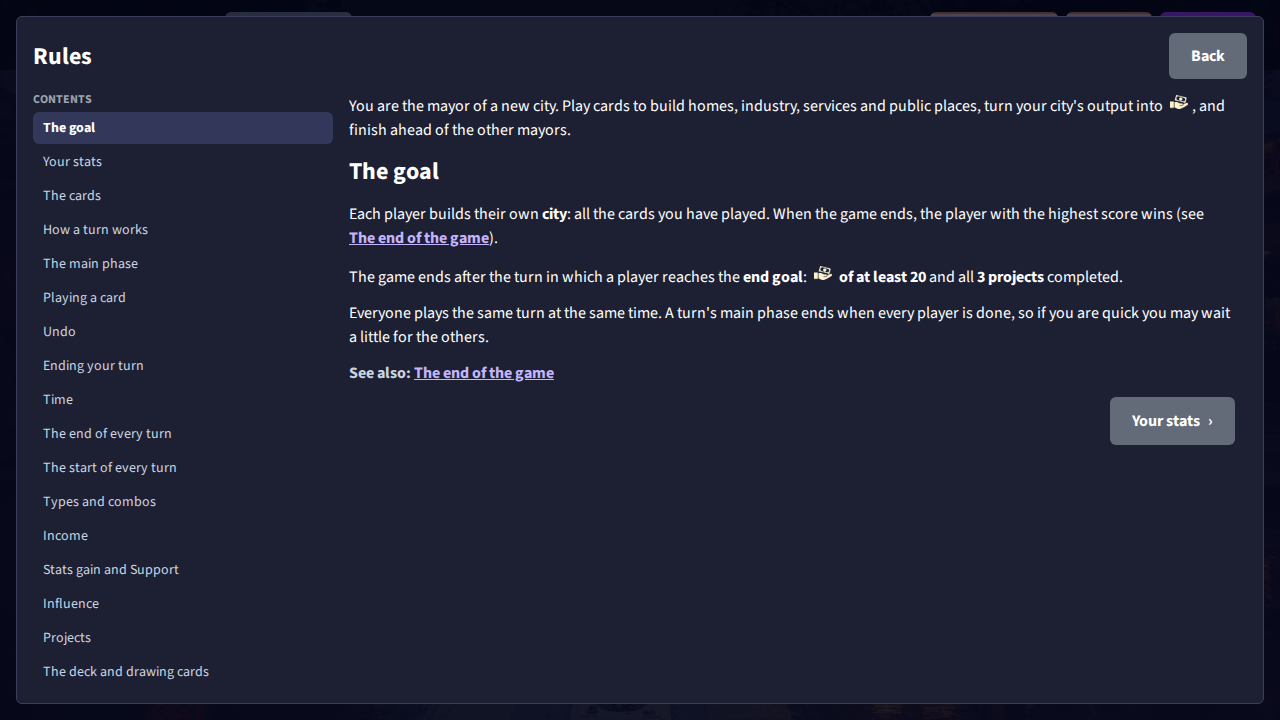 Rules
Back
CONTENTS
The goal
Your stats
The cards
How a turn works
The main phase
Playing a card
Undo
Ending your turn
Time
The end of every turn
The start of every turn
Types and combos
Income
Stats gain and Support
Influence
Projects
The deck and drawing cards
You are the mayor of a new city. Play cards to build homes, industry, services and public places, turn your city's output into , and
finish ahead of the other mayors.
The goal
Each player builds their own city: all the cards you have played. When the game ends, the player with the highest score wins (see
The end of the game).
The game ends after the turn in which a player reaches the end goal: of at least 20 and all 3 projects completed.
Everyone plays the same turn at the same time. A turn's main phase ends when every player is done, so if you are quick you may wait
a little for the others.
See also: The end of the game
Your stats ›